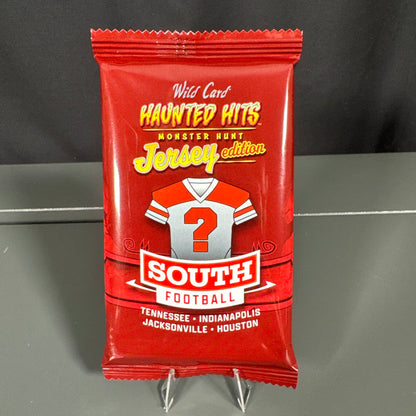 Wild Card
HAUNTED HITS
MONSTER HUNT
Jersey edition
?
SOUTH
FOOTBALL
TENNESSEE • INDIANAPOLIS
JACKSONVILLE • HOUSTON